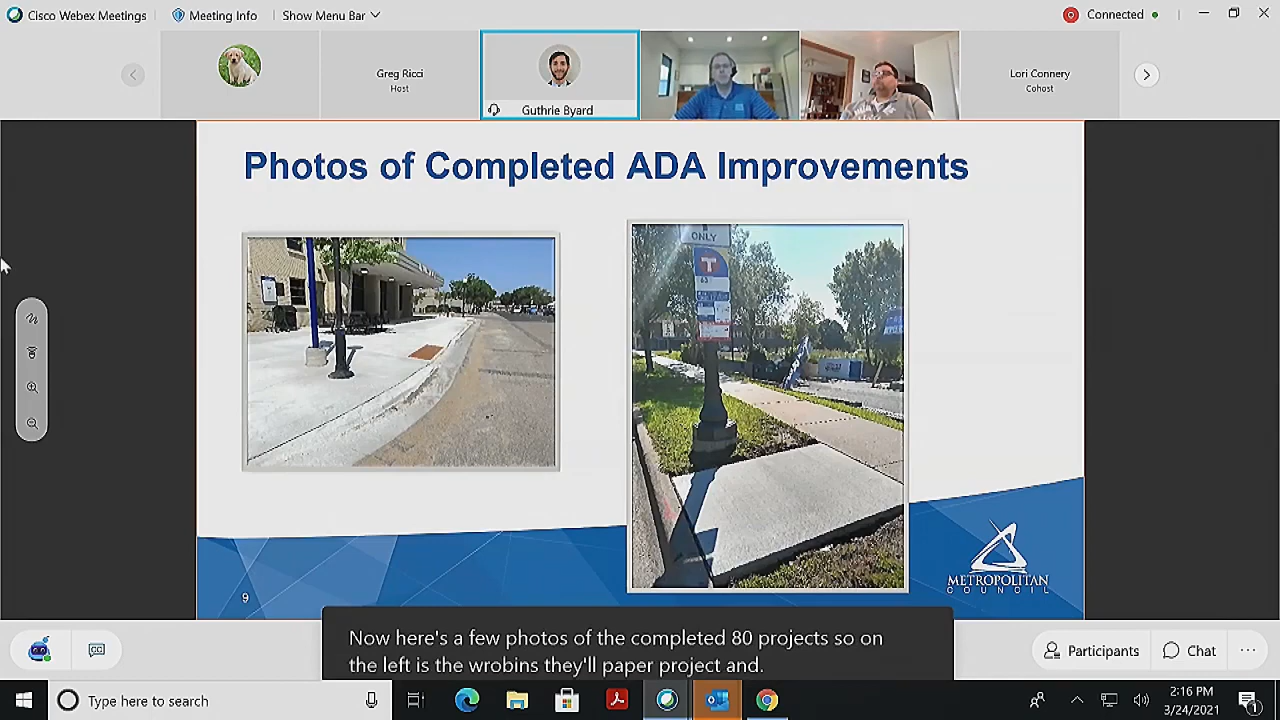 Cisco Webex Meetings
Meeting Info
Show Menu Bar
Connected
Greg Ricci
Host
Guthrie Byard
Lori Connery
Cohost
Photos of Completed ADA Improvements
ONLY
T
63
9
METROPOLITAN
COUNCIL
Now here's a few photos of the completed 80 projects so on
the left is the wrobins they'll paper project and.
CC
Participants
Chat
Type here to search
2:16 PM
3/24/2021
1